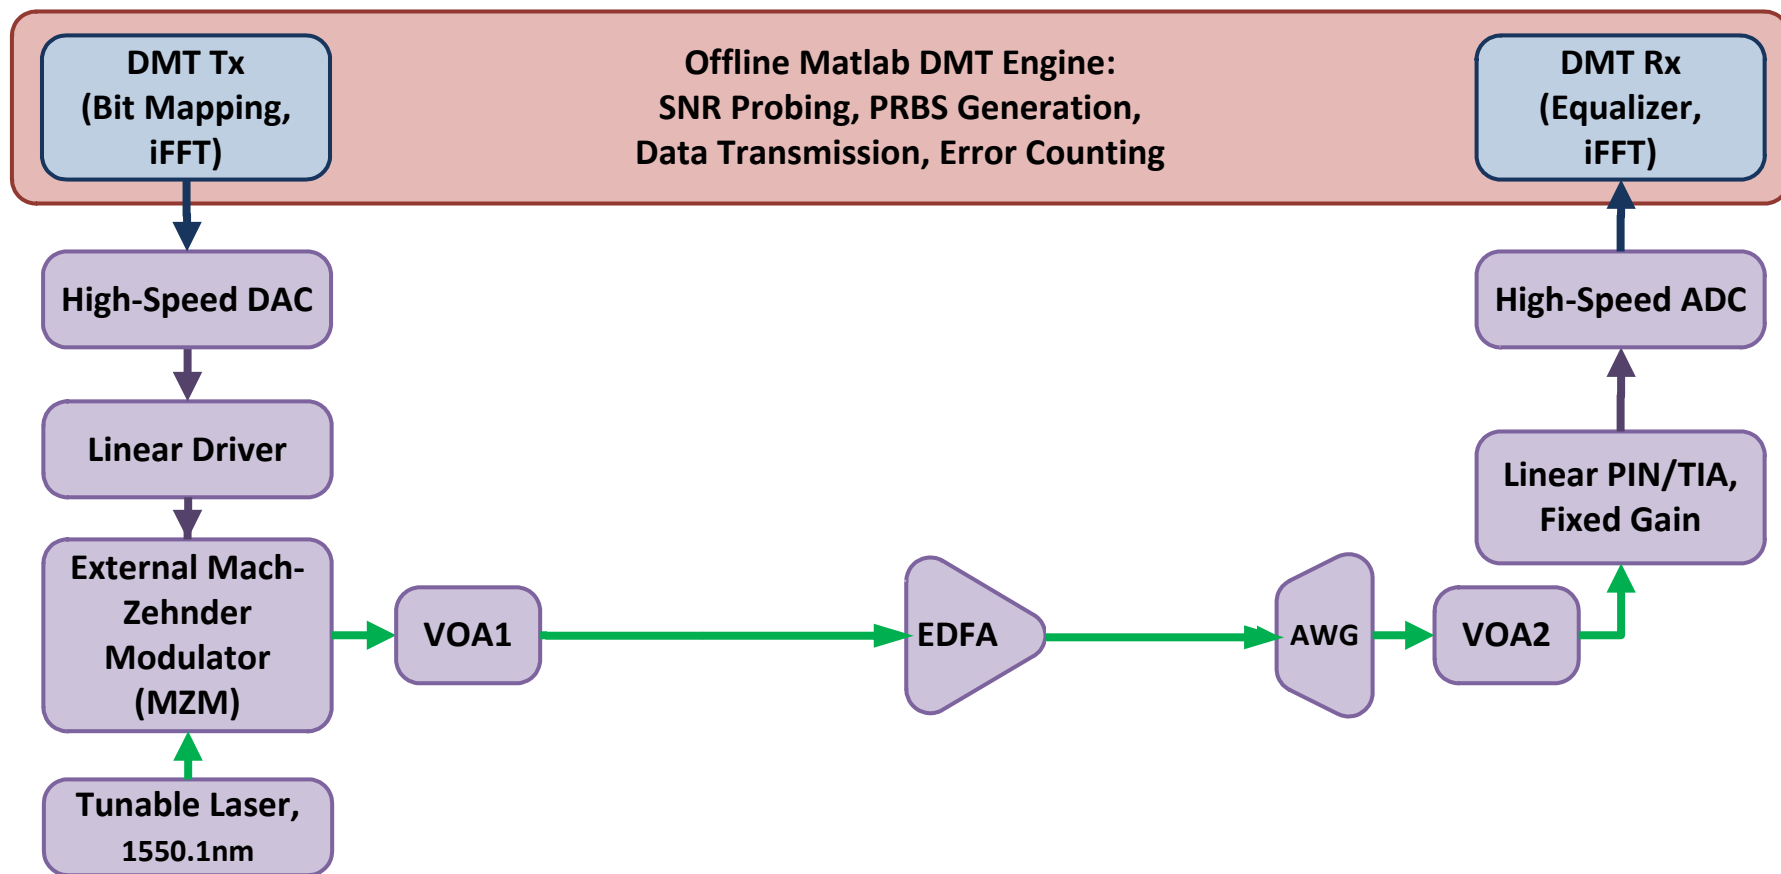 DMT Tx
(Bit Mapping,
iFFT)
Offline Matlab DMT Engine:
SNR Probing, PRBS Generation,
Data Transmission, Error Counting
DMT Rx
(Equalizer,
iFFT)
High-Speed DAC
High-Speed ADC
Linear Driver
Linear PIN/TIA,
Fixed Gain
External Mach-
Zehnder
Modulator
(MZM)
VOA1
EDFA
AWG
VOA2
Tunable Laser,
1550.1nm